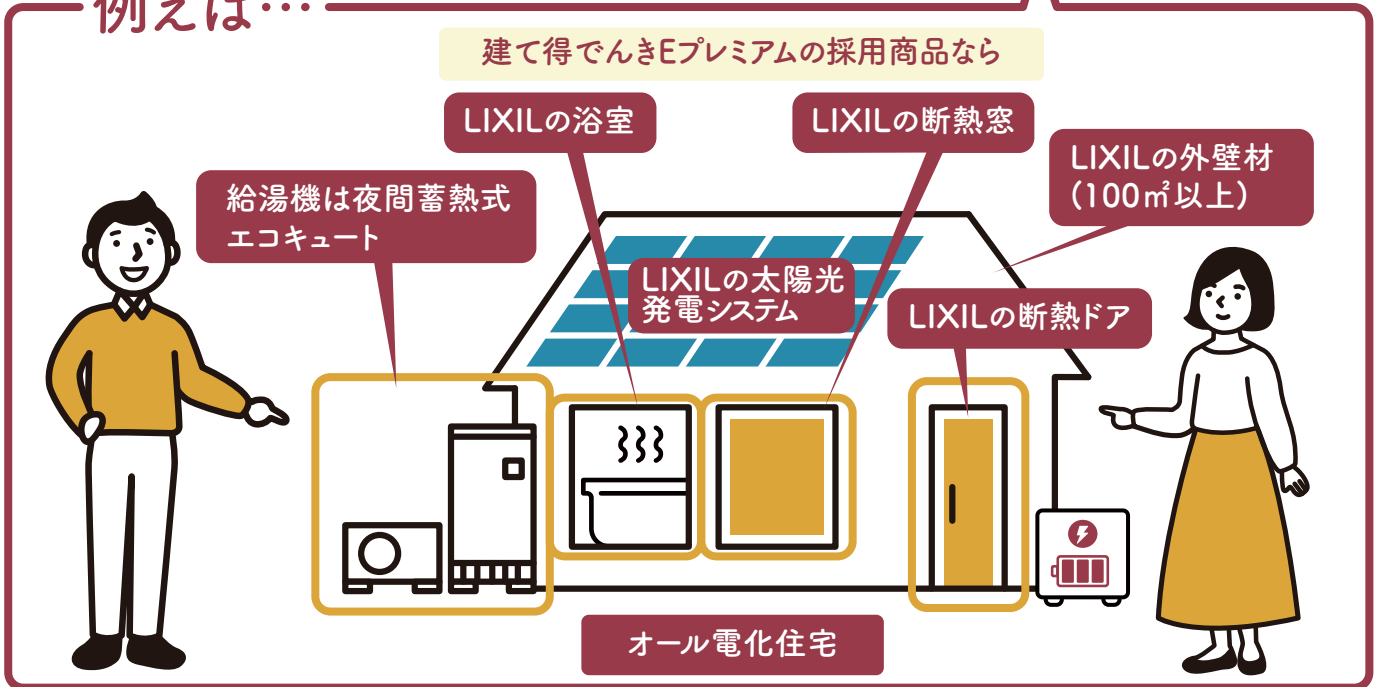 例えば…
建て得でんきEプレミアムの採用商品なら
LIXILの浴室
LIXILの断熱窓
LIXILの外壁材
(100㎡以上)
給湯機は夜間蓄熱式
エコキュート
LIXILの太陽光
発電システム
LIXILの断熱ドア
オール電化住宅